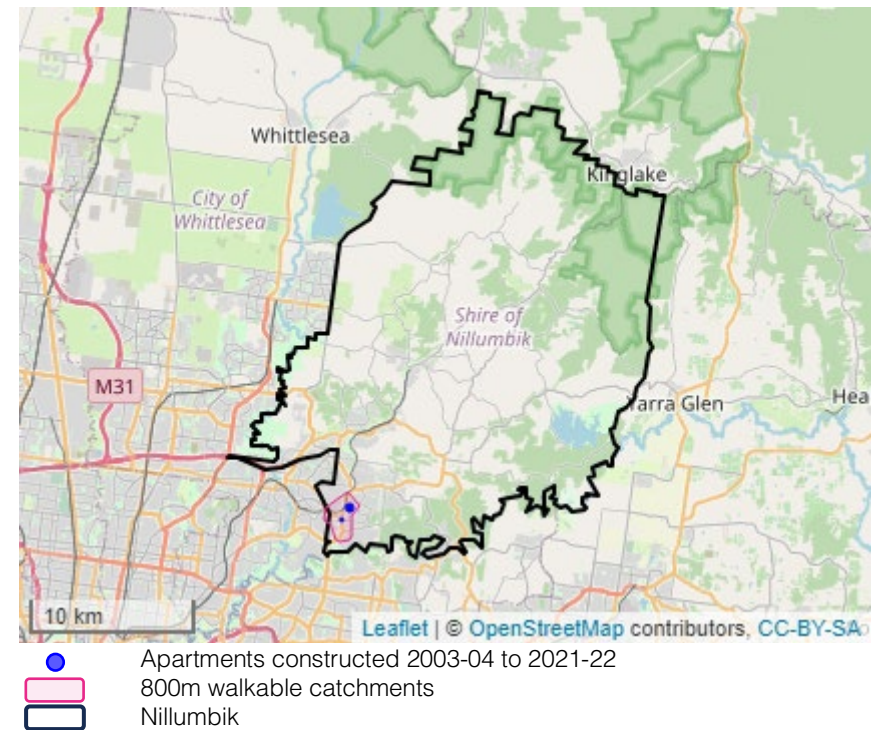 Whittlesea
Kinglake
City of
Whittlesea
Shire of
Nillumbik
M31
Yarra Glen
Hea
10 km
Leaflet | © OpenStreetMap contributors, CC-BY-SA
Apartments constructed 2003-04 to 2021-22
800m walkable catchments
Nillumbik